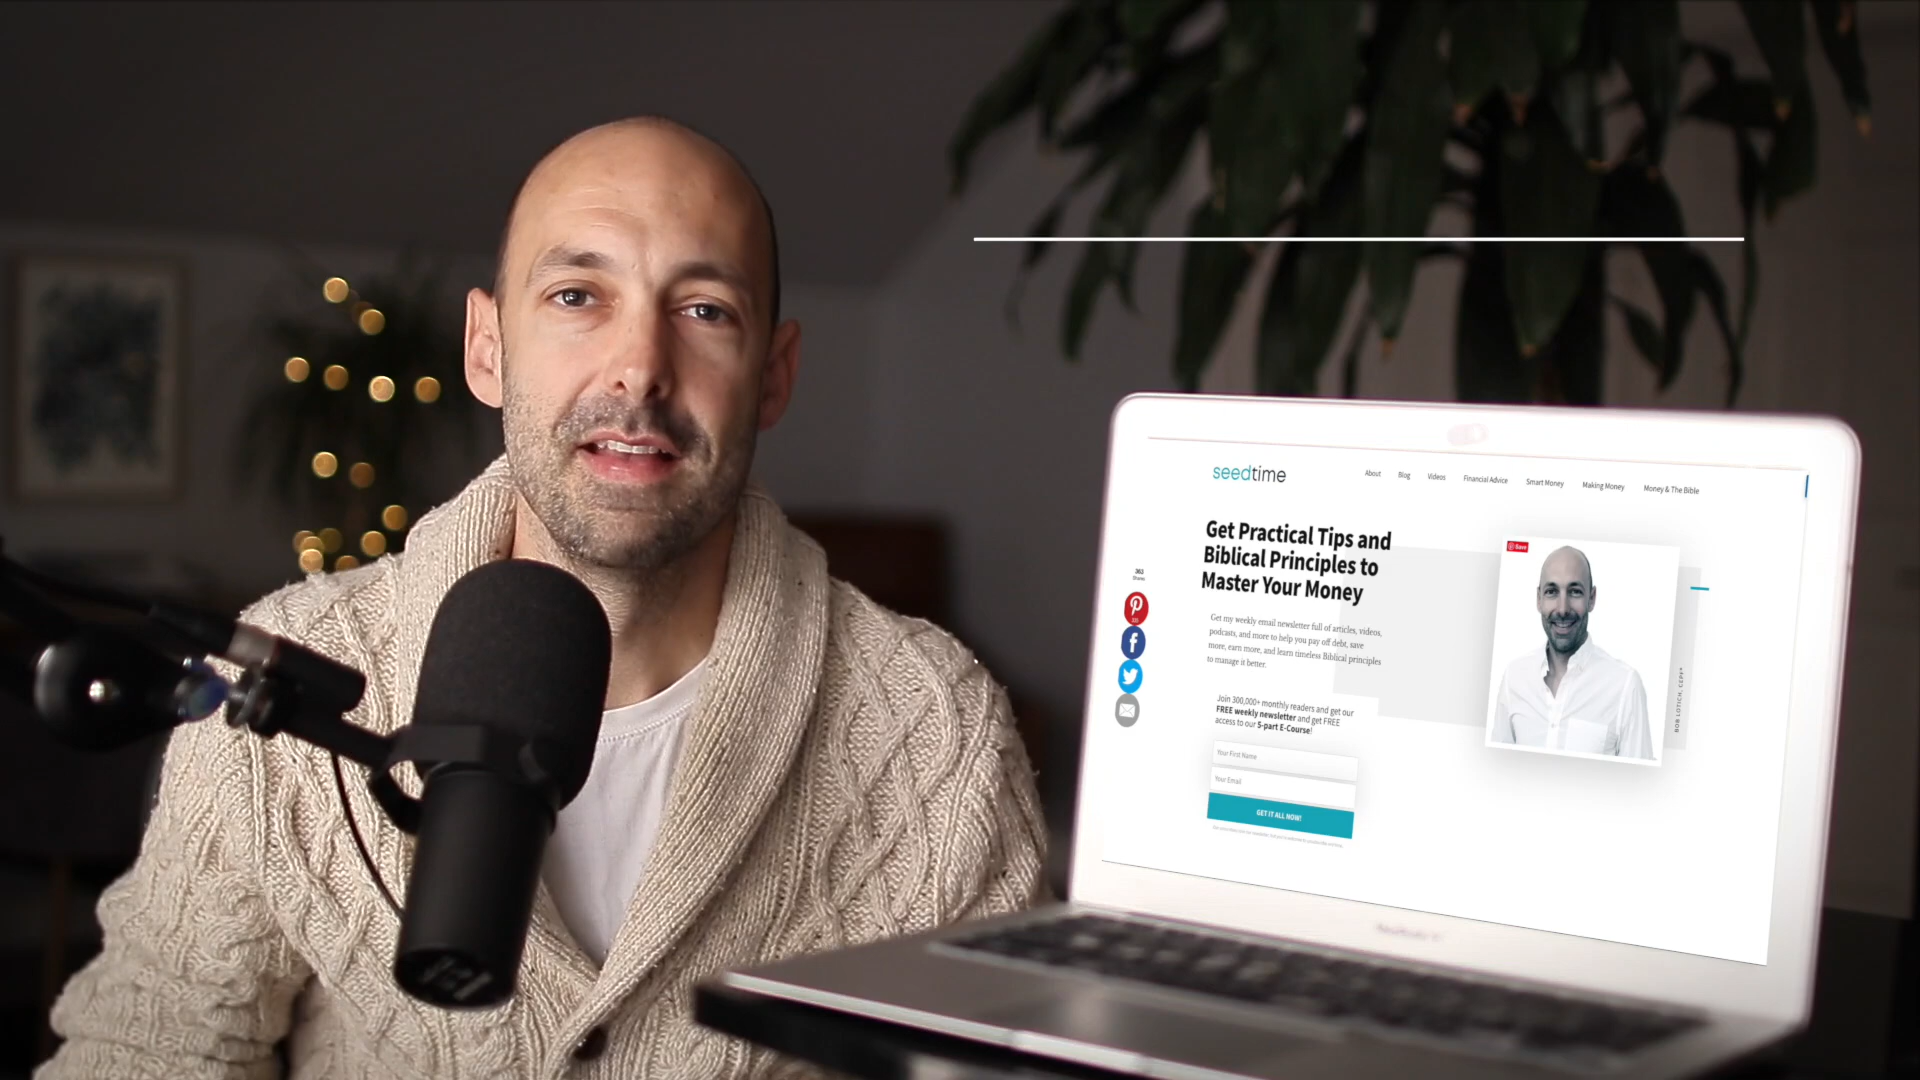 seedtime
About Blog Videos Financial Advice Smart Money Making Money Money & The Bible
Get Practical Tips and
Biblical Principles to
Master Your Money
Save
363
Shares
Get my weekly email newsletter full of articles, videos,
podcasts, and more to help you pay off debt, save
more, earn more, and learn timeless Biblical principles
to manage it better.
Join 300,000+ monthly readers and get our
FREE weekly newsletter and get FREE
access to our 5-part E-Course!
Your First Name
Your Email
GET IT ALL NOW!